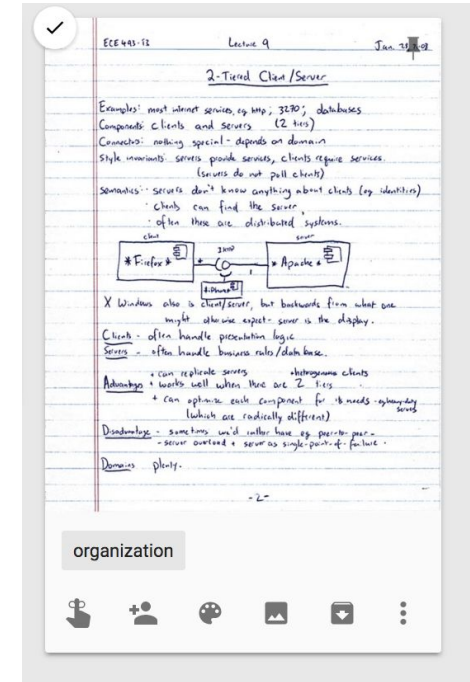 ECE 493-T2 Lecture 9 Jan. 2008
2-Tiered Client/Server
Examples: most internet services, eg http; 3270; databases
Components: clients and servers (2 tiers)
Connectors: nothing special - depends on domain
Style invariants: servers provide services, clients require services.
(servers do not poll clients)
semantics: servers don't know anything about clients (eg identities)
· clients can find the server
· often these are distributed systems.
client server
* Firefox * * * Apache *
X Windows also is client/server, but backwards from what one
might otherwise expect - server is the display.
Clients - often handle presentation logic
Servers - often handle business rules/database.
+ can replicate servers clients
Advantages + works well when there are 2 tiers
+ can optimize each component for its needs - eg heavy-duty
servers
(which are radically different)
Disadvantage - sometimes we'd rather have eg peer-to-peer
- server overload + server as single-point-of-failure.
Domains plenty.
-2-
organization